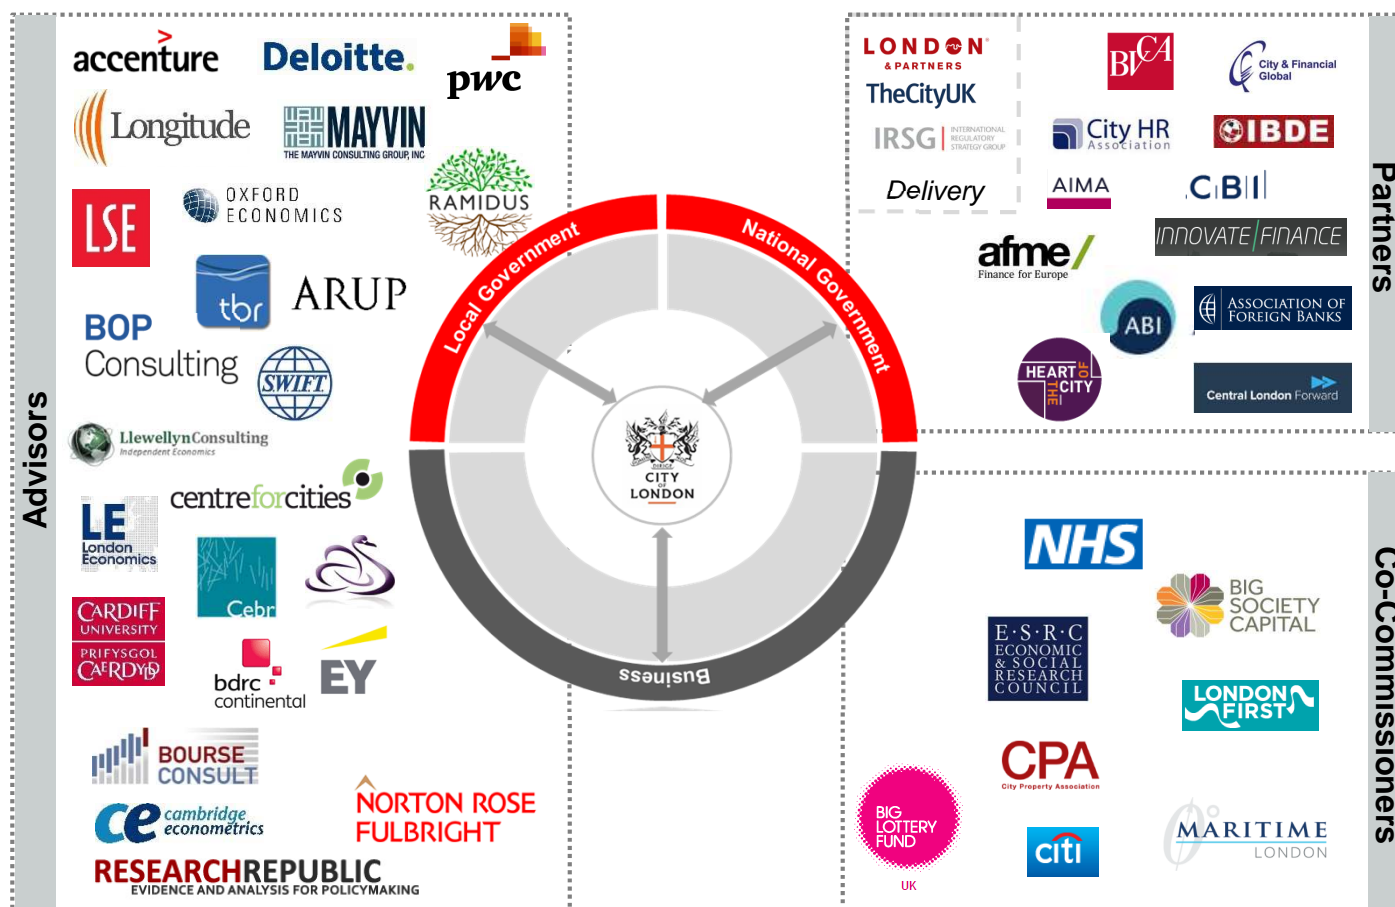 Advisors
accenture
Deloitte.
pwc
Longitude
MAYVIN
THE MAYVIN CONSULTING GROUP, INC
LSE
OXFORD
ECONOMICS
RAMIDUS
tbr
ARUP
BOP
Consulting
S.W.I.F.T.
LlewellynConsulting
Independent Economics
centreforcities
LE
London
Economics
Cebr
CARDIFF
UNIVERSITY
PRIFYSGOL
CAERDYDD
bdrc
continental
EY
BOURSE
CONSULT
ce cambridge
econometrics
NORTON ROSE
FULBRIGHT
RESEARCHREPUBLIC
EVIDENCE AND ANALYSIS FOR POLICYMAKING
Local Government
National Government
Business
DIRIGE
CITY
OF
LONDON
Partners
LONDON
& PARTNERS
TheCityUK
IRSG
INTERNATIONAL
REGULATORY
STRATEGY GROUP
Delivery
BVCA
City & Financial
Global
City HR
Association
IBDE
AIMA
CBI
INNOVATE/FINANCE
afme/
Finance for Europe
ABI
ASSOCIATION OF
FOREIGN BANKS
HEART
OF
THE
CITY
Central London Forward
Co-Commissioners
NHS
BIG
SOCIETY
CAPITAL
E·S·R·C
ECONOMIC
& SOCIAL
RESEARCH
COUNCIL
LONDON
FIRST
CPA
City Property Association
BIG
LOTTERY
FUND
UK
citi
MARITIME
LONDON